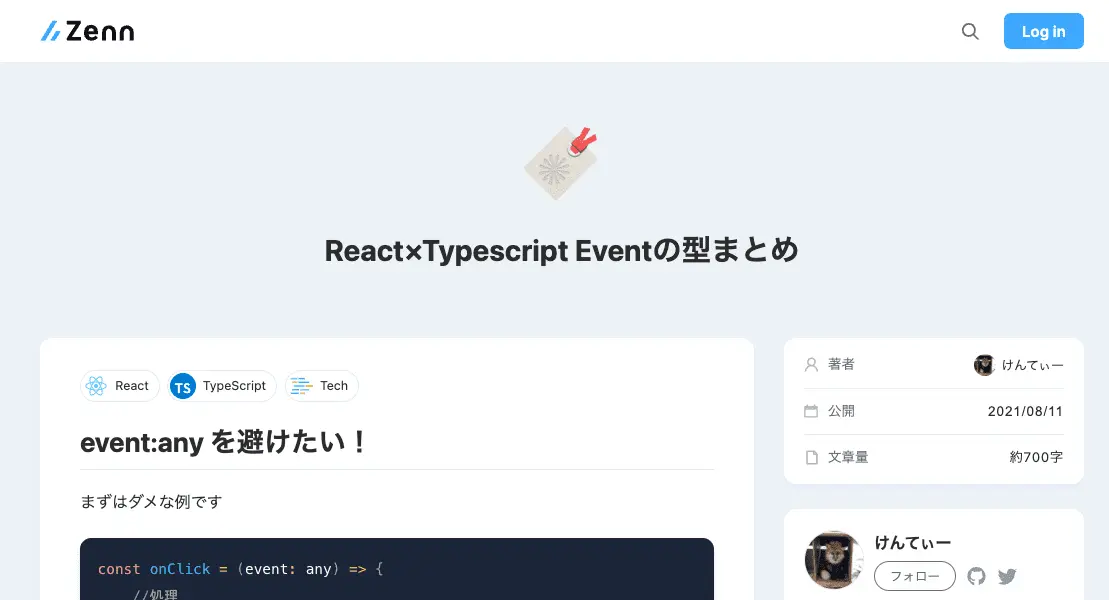 Zenn
Log in
React×Typescript Eventの型まとめ
React TypeScript Tech
event:any を避けたい！
まずはダメな例です
const onClick = (event: any) => {
//処理
著者 けんてぃー
公開 2021/08/11
文章量 約700字
けんてぃー
フォロー